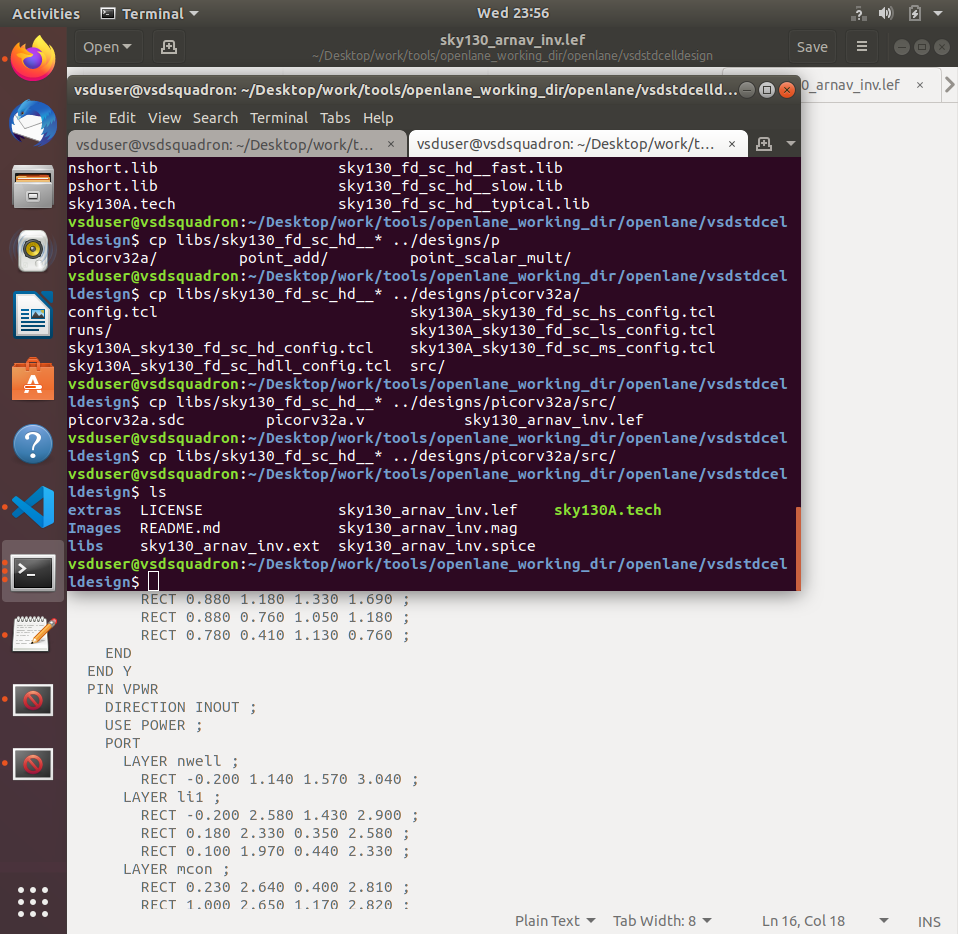 Activities Terminal Wed 23:56
Open sky130_arnav_inv.lef Save
~/Desktop/work/tools/openlane_working_dir/openlane/vsdstdcelldesign
0_arnav_inv.lef ×
vsduser@vsdsquadron: ~/Desktop/work/tools/openlane_working_dir/openlane/vsdstdcelld...
File Edit View Search Terminal Tabs Help
vsduser@vsdsquadron: ~/Desktop/work/t... × vsduser@vsdsquadron: ~/Desktop/work/t... ×
nshort.lib sky130_fd_sc_hd__fast.lib
pshort.lib sky130_fd_sc_hd__slow.lib
sky130A.tech sky130_fd_sc_hd__typical.lib
vsduser@vsdsquadron:~/Desktop/work/tools/openlane_working_dir/openlane/vsdstdcel
ldesign$ cp libs/sky130_fd_sc_hd__* ../designs/p
picorv32a/ point_add/ point_scalar_mult/
vsduser@vsdsquadron:~/Desktop/work/tools/openlane_working_dir/openlane/vsdstdcel
ldesign$ cp libs/sky130_fd_sc_hd__* ../designs/picorv32a/
config.tcl sky130A_sky130_fd_sc_hs_config.tcl
runs/ sky130A_sky130_fd_sc_ls_config.tcl
sky130A_sky130_fd_sc_hd_config.tcl sky130A_sky130_fd_sc_ms_config.tcl
sky130A_sky130_fd_sc_hdll_config.tcl src/
vsduser@vsdsquadron:~/Desktop/work/tools/openlane_working_dir/openlane/vsdstdcel
ldesign$ cp libs/sky130_fd_sc_hd__* ../designs/picorv32a/src/
picorv32a.sdc picorv32a.v sky130_arnav_inv.lef
vsduser@vsdsquadron:~/Desktop/work/tools/openlane_working_dir/openlane/vsdstdcel
ldesign$ cp libs/sky130_fd_sc_hd__* ../designs/picorv32a/src/
vsduser@vsdsquadron:~/Desktop/work/tools/openlane_working_dir/openlane/vsdstdcel
ldesign$ ls
extras LICENSE sky130_arnav_inv.lef sky130A.tech
Images README.md sky130_arnav_inv.mag
libs sky130_arnav_inv.ext sky130_arnav_inv.spice
vsduser@vsdsquadron:~/Desktop/work/tools/openlane_working_dir/openlane/vsdstdcel
ldesign$
RECT 0.880 1.180 1.330 1.690 ;
RECT 0.880 0.760 1.050 1.180 ;
RECT 0.780 0.410 1.130 0.760 ;
END
END Y
PIN VPWR
DIRECTION INOUT ;
USE POWER ;
PORT
LAYER nwell ;
RECT -0.200 1.140 1.570 3.040 ;
LAYER li1 ;
RECT -0.200 2.580 1.430 2.900 ;
RECT 0.180 2.330 0.350 2.580 ;
RECT 0.100 1.970 0.440 2.330 ;
LAYER mcon ;
RECT 0.230 2.640 0.400 2.810 ;
RECT 1.000 2.650 1.170 2.820 ;
Plain Text Tab Width: 8 Ln 16, Col 18 INS